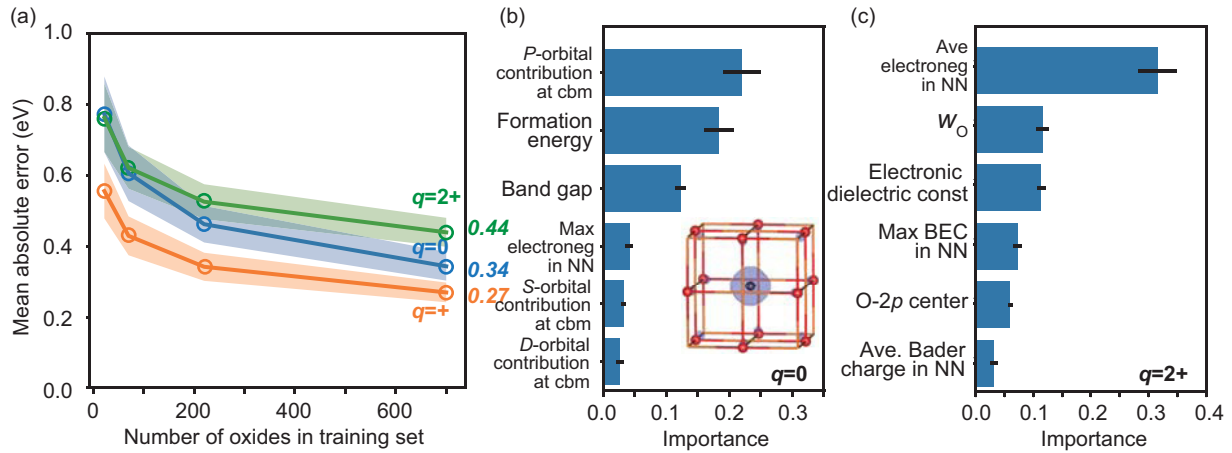 (a)
1.0
0.8
0.6
0.4
0.2
0.0
Mean absolute error (eV)
0
200
400
600
Number of oxides in training set
q=2+
0.44
q=0
0.34
0.27
q=+
(b)
P-orbital
contribution
at cbm
Formation
energy
Band gap
Max
electroneg
in NN
S-orbital
contribution
at cbm
D-orbital
contribution
at cbm
q=0
0.0
0.1
0.2
0.3
Importance
(c)
Ave
electroneg
in NN
W_O
Electronic
dielectric const
Max BEC
in NN
O-2p center
Ave. Bader
charge in NN
q=2+
0.0
0.1
0.2
0.3
0.4
Importance